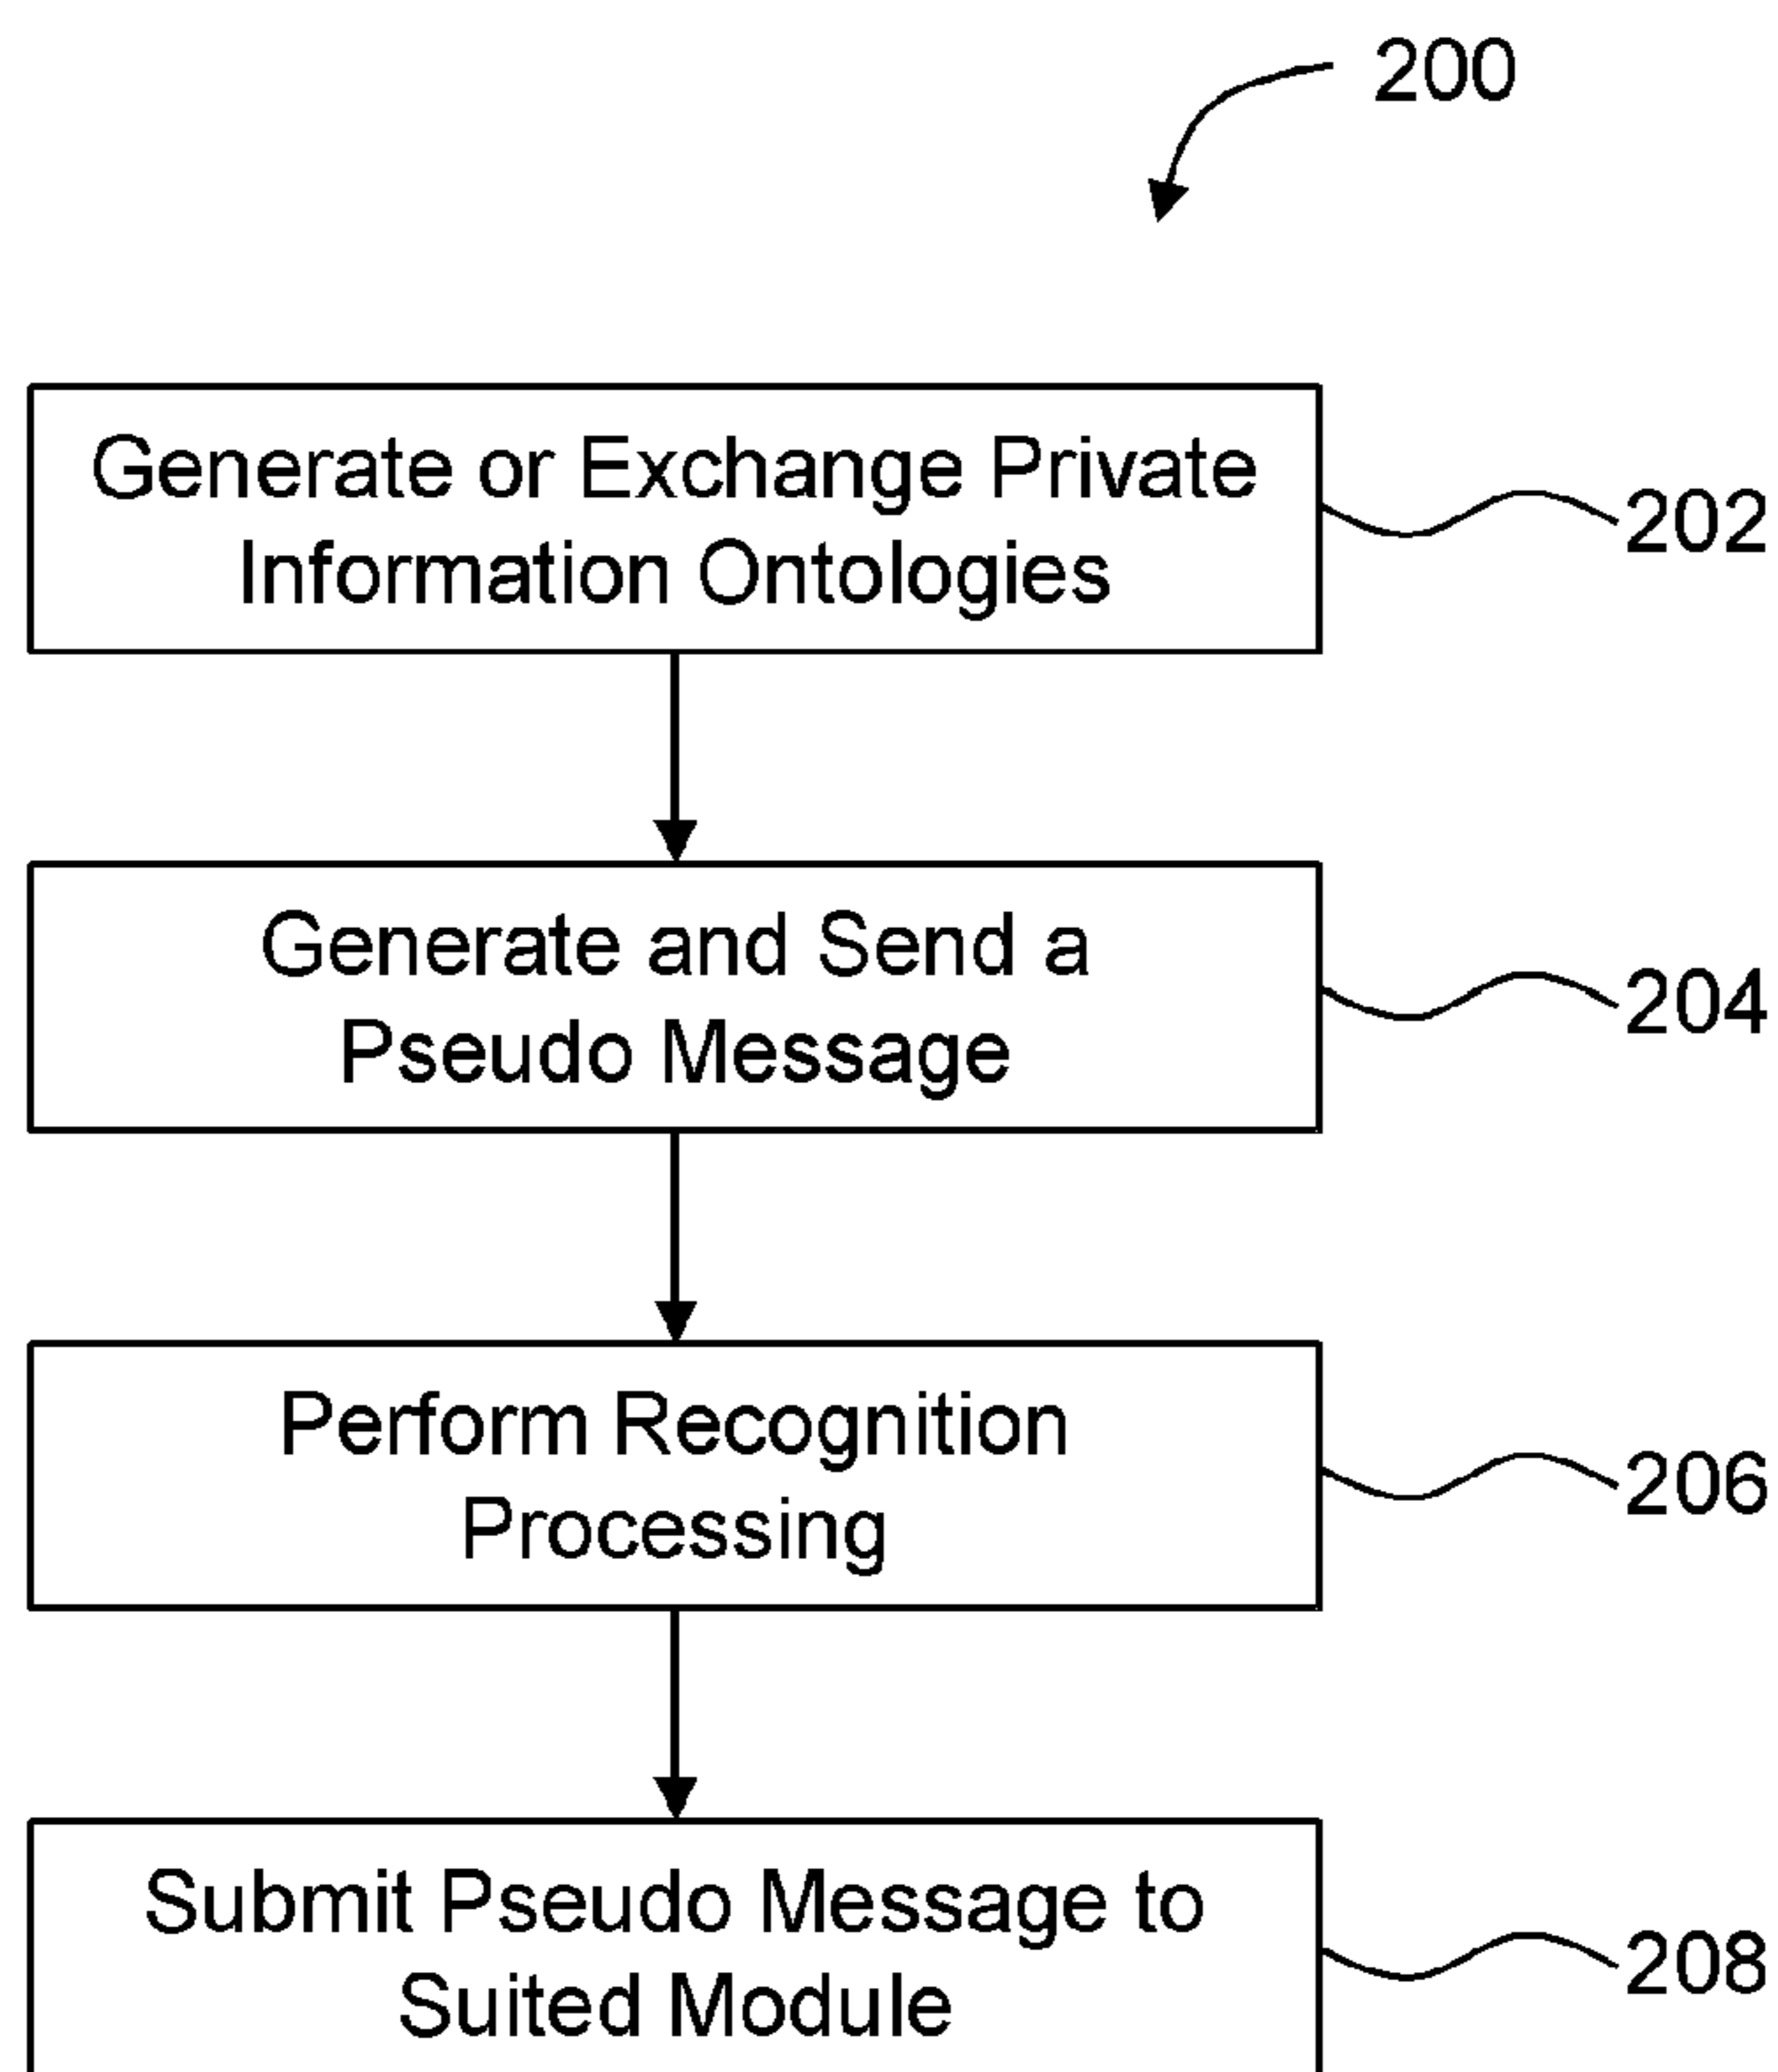 200
Generate or Exchange Private
Information Ontologies
202
Generate and Send a
Pseudo Message
204
Perform Recognition
Processing
206
Submit Pseudo Message to
Suited Module
208